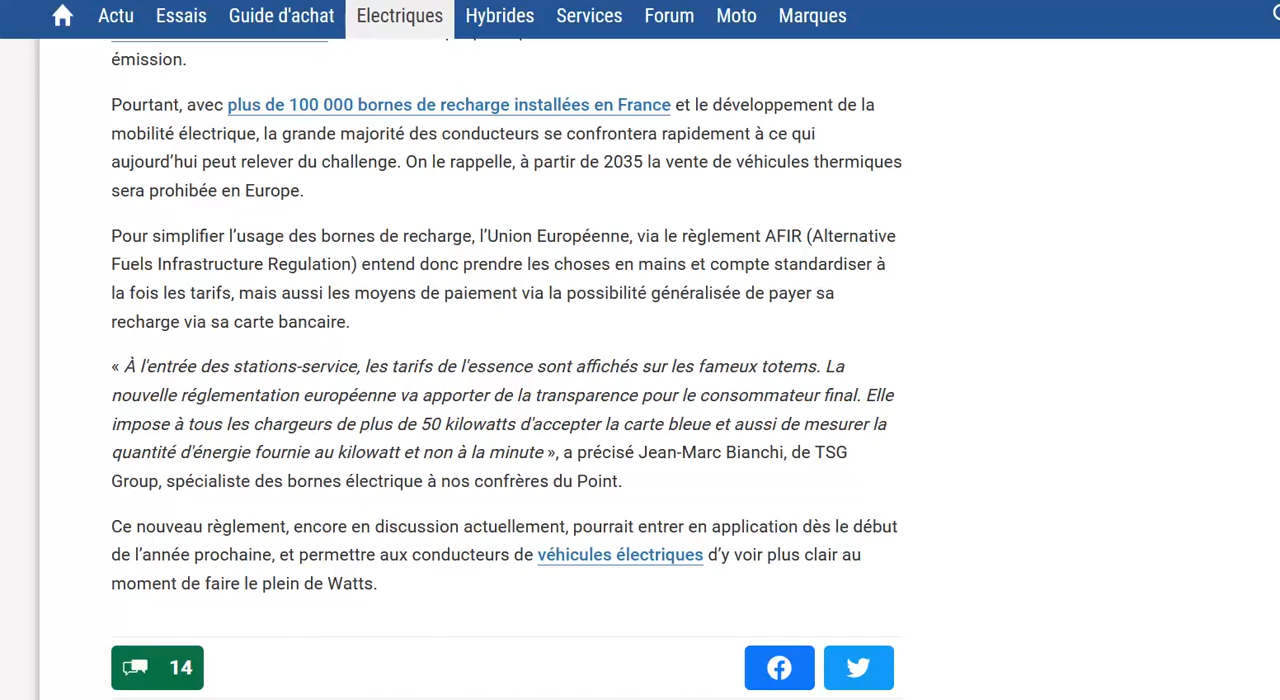 Actu Essais Guide d'achat Electriques Hybrides Services Forum Moto Marques
émission.
Pourtant, avec plus de 100 000 bornes de recharge installées en France et le développement de la
mobilité électrique, la grande majorité des conducteurs se confrontera rapidement à ce qui
aujourd’hui peut relever du challenge. On le rappelle, à partir de 2035 la vente de véhicules thermiques
sera prohibée en Europe.
Pour simplifier l’usage des bornes de recharge, l’Union Européenne, via le règlement AFIR (Alternative
Fuels Infrastructure Regulation) entend donc prendre les choses en mains et compte standardiser à
la fois les tarifs, mais aussi les moyens de paiement via la possibilité généralisée de payer sa
recharge via sa carte bancaire.
« À l'entrée des stations-service, les tarifs de l'essence sont affichés sur les fameux totems. La
nouvelle réglementation européenne va apporter de la transparence pour le consommateur final. Elle
impose à tous les chargeurs de plus de 50 kilowatts d'accepter la carte bleue et aussi de mesurer la
quantité d'énergie fournie au kilowatt et non à la minute », a précisé Jean-Marc Bianchi, de TSG
Group, spécialiste des bornes électrique à nos confrères du Point.
Ce nouveau règlement, encore en discussion actuellement, pourrait entrer en application dès le début
de l’année prochaine, et permettre aux conducteurs de véhicules électriques d’y voir plus clair au
moment de faire le plein de Watts.
14